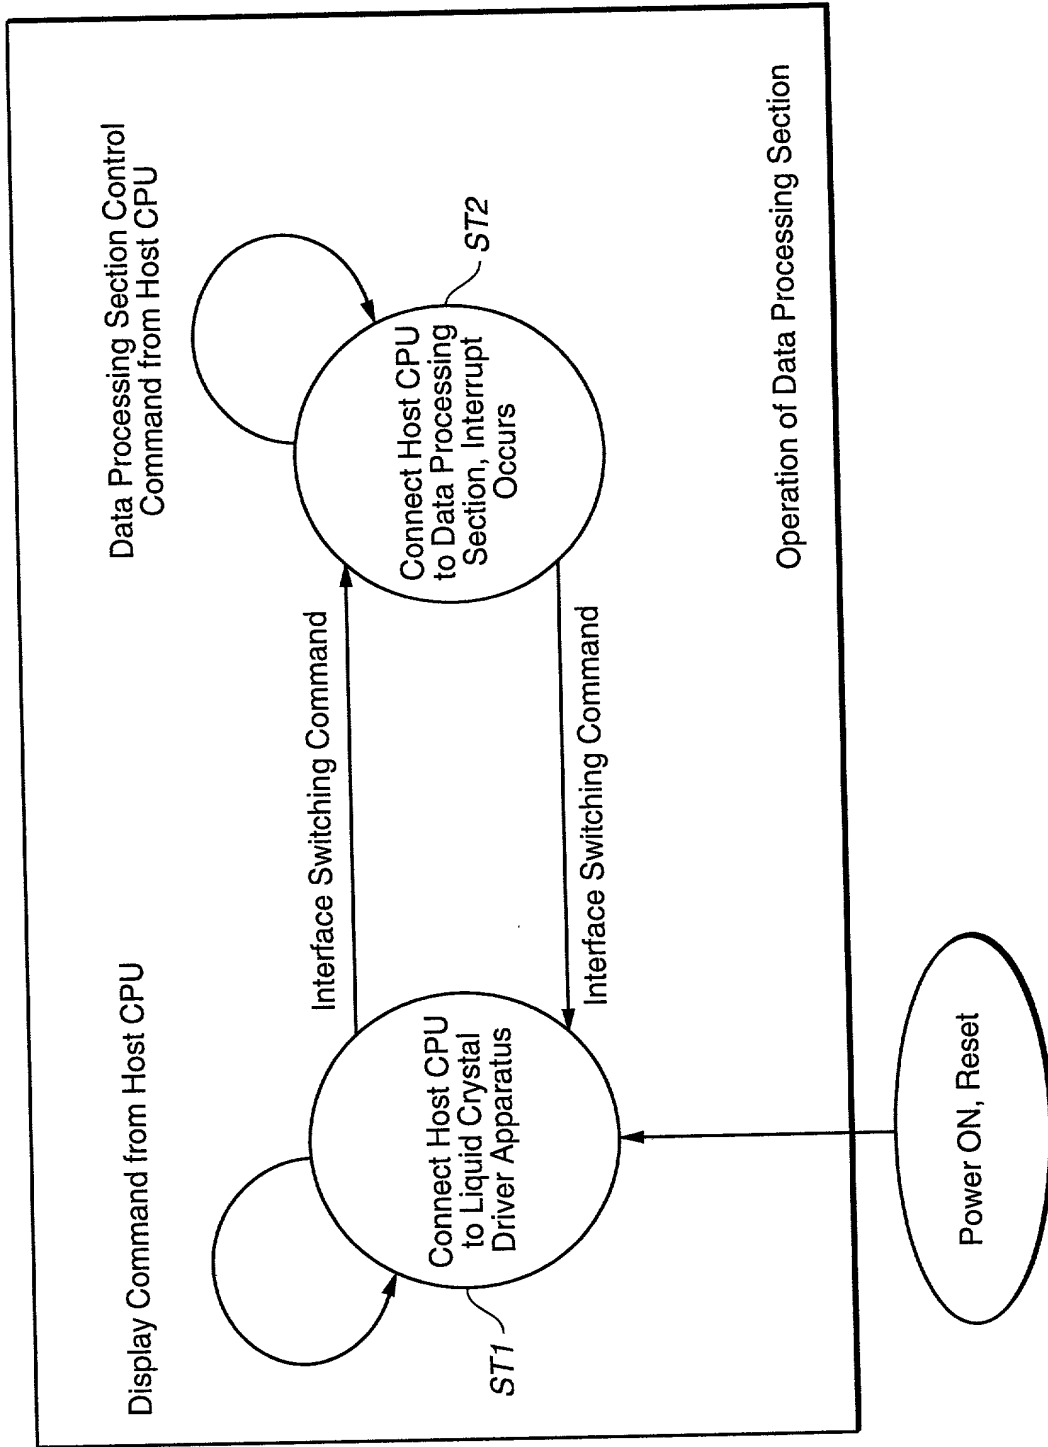 Display Command from Host CPU
Data Processing Section Control
Command from Host CPU
Interface Switching Command
ST1
Connect Host CPU
to Liquid Crystal
Driver Apparatus
Connect Host CPU
to Data Processing
Section, Interrupt
Occurs
ST2
Interface Switching Command
Operation of Data Processing Section
Power ON, Reset